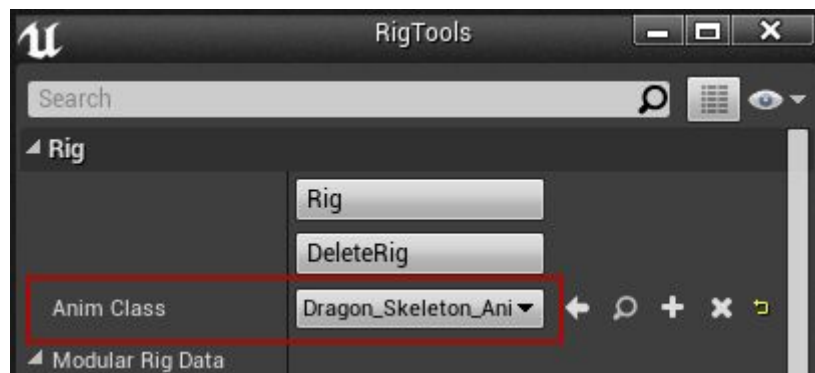 RigTools
Search
Rig
Rig
DeleteRig
Anim Class Dragon_Skeleton_Ani
Modular Rig Data